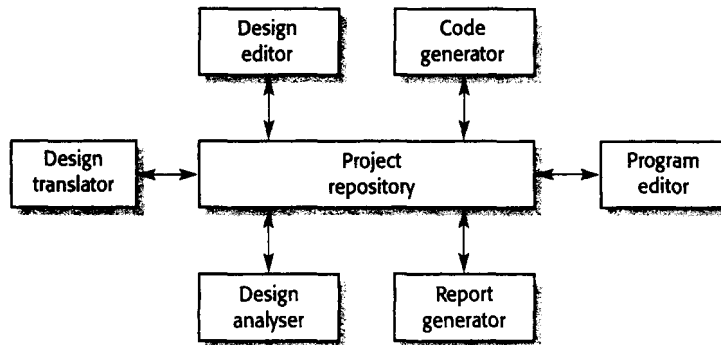 Design
editor
Code
generator
Design
translator
Project
repository
Program
editor
Design
analyser
Report
generator